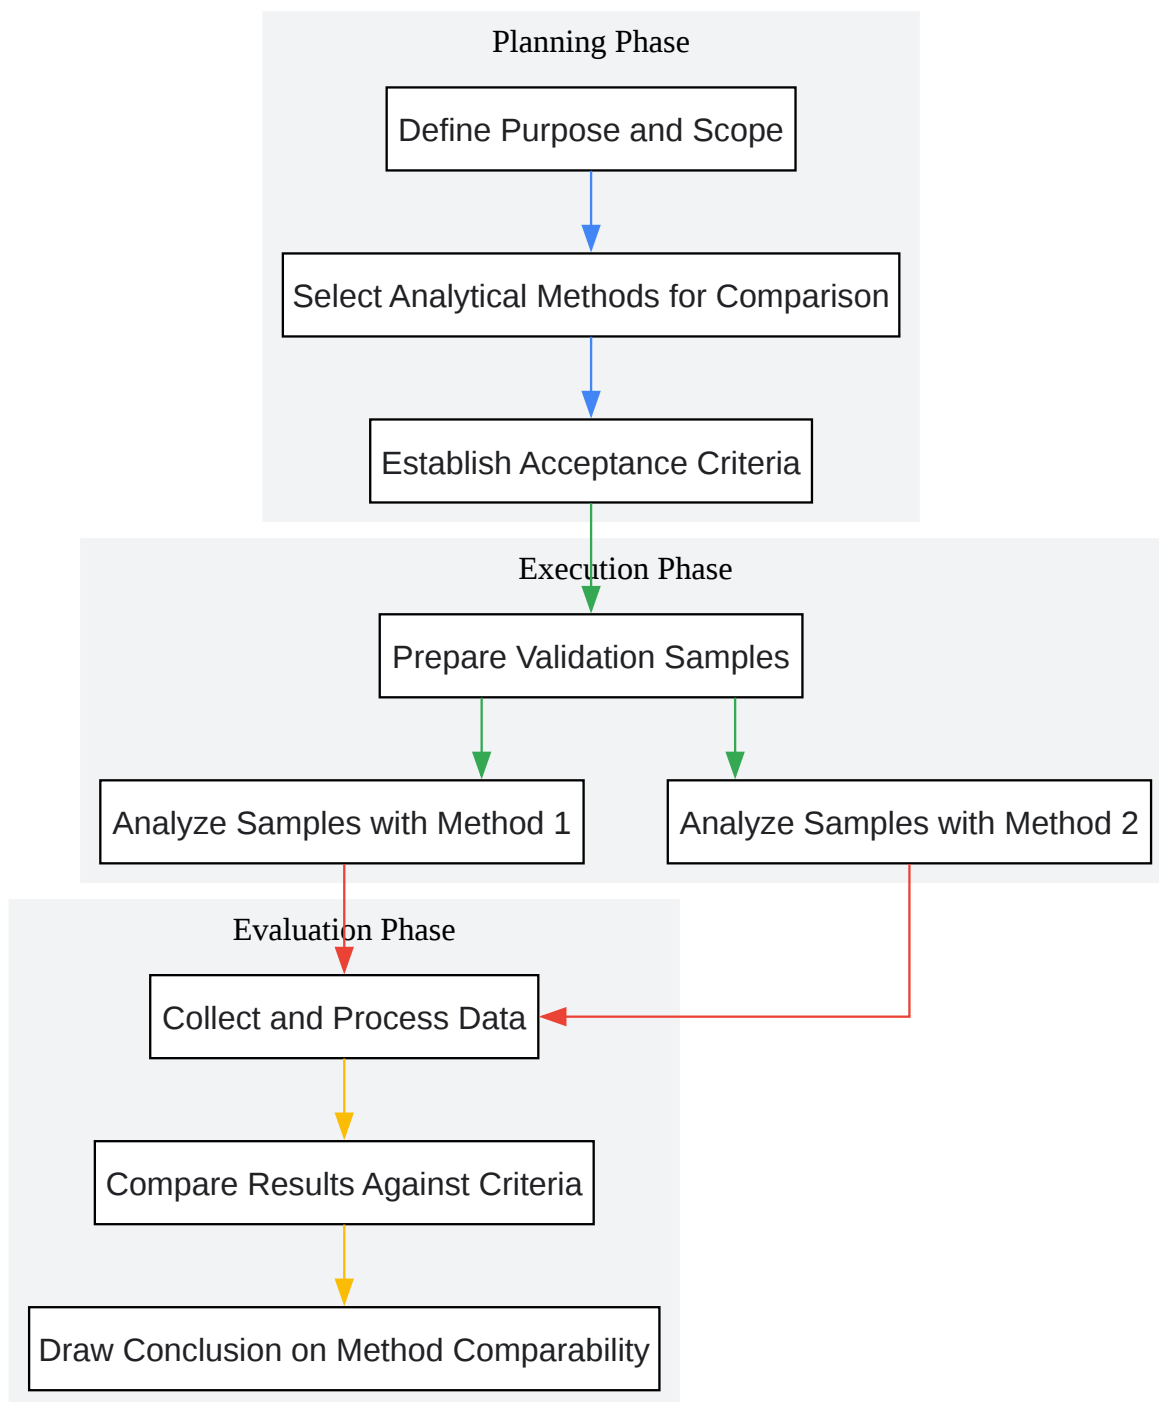 Planning Phase
Define Purpose and Scope
Select Analytical Methods for Comparison
Establish Acceptance Criteria
Execution Phase
Prepare Validation Samples
Analyze Samples with Method 1
Analyze Samples with Method 2
Evaluation Phase
Collect and Process Data
Compare Results Against Criteria
Draw Conclusion on Method Comparability